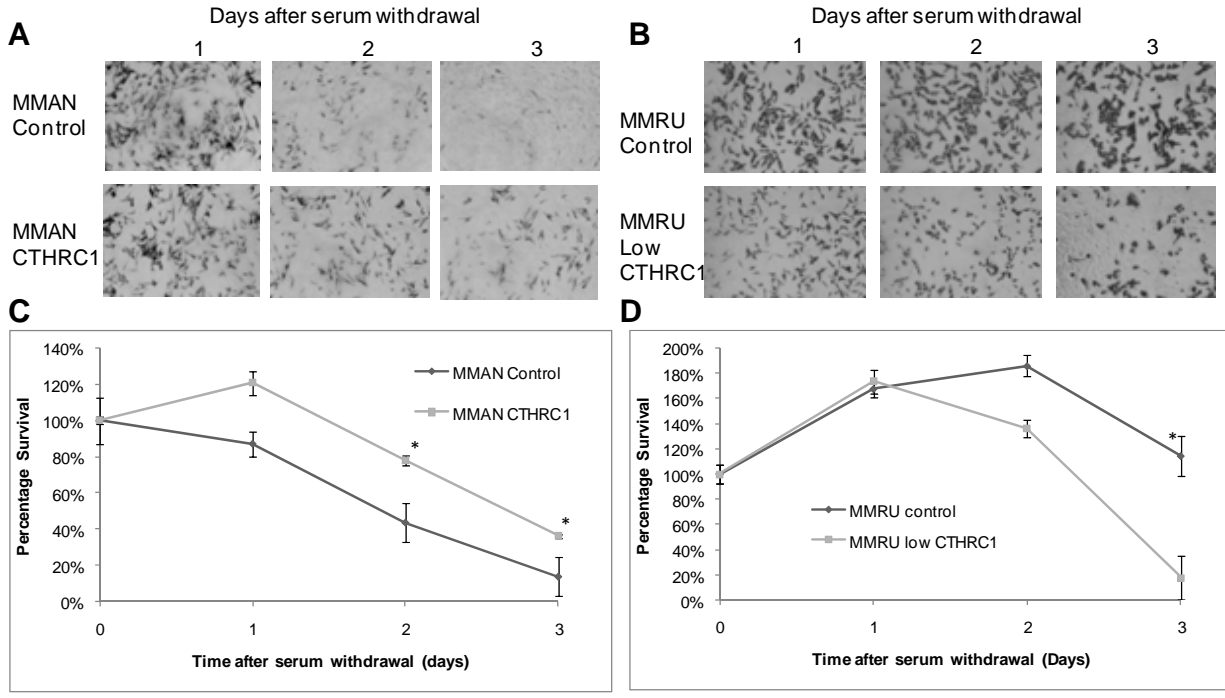 A
Days after serum withdrawal
1 2 3
MMAN
Control
MMAN
CTHRC1
B
Days after serum withdrawal
1 2 3
MMRU
Control
MMRU
Low
CTHRC1
C
140%
120%
100%
80%
60%
40%
20%
0%
Percentage Survival
MMAN Control
MMAN CTHRC1
*
*
0 1 2 3
Time after serum withdrawal (days)
D
200%
180%
160%
140%
120%
100%
80%
60%
40%
20%
0%
Percentage Survival
*
MMRU control
MMRU low CTHRC1
0 1 2 3
Time after serum withdrawal (Days)